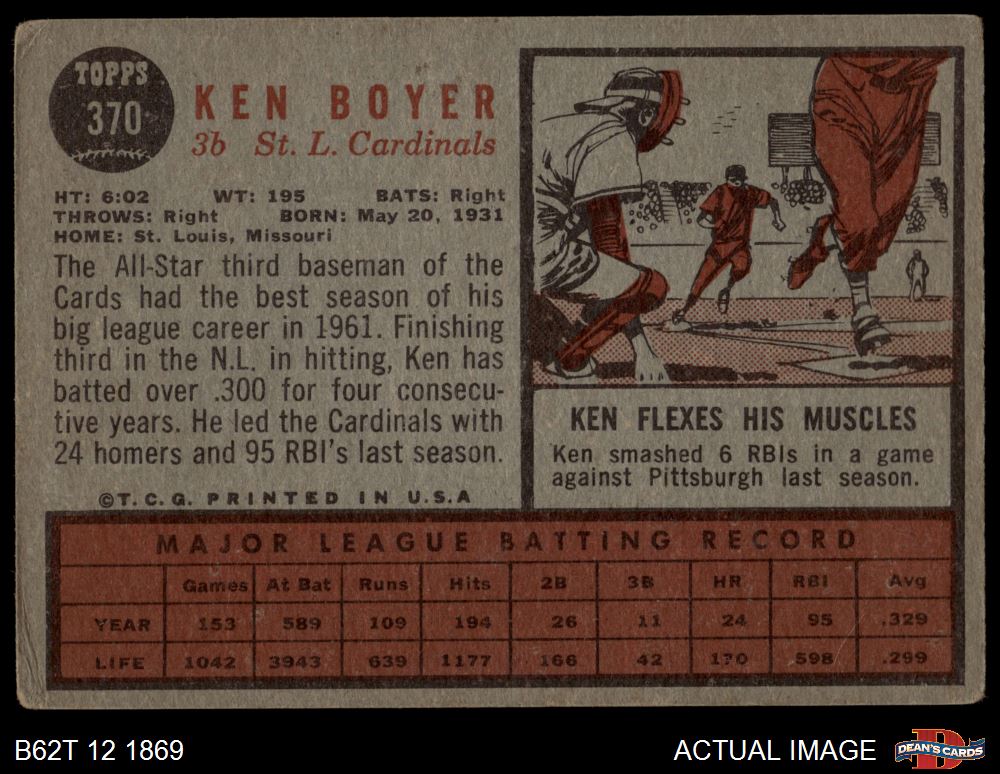 TOPPS
370
KEN BOYER
3b St. L. Cardinals
HT: 6:02 WT: 195 BATS: Right
THROWS: Right BORN: May 20, 1931
HOME: St. Louis, Missouri
The All-Star third baseman of the
Cards had the best season of his
big league career in 1961. Finishing
third in the N.L. in hitting, Ken has
batted over .300 for four consecu-
tive years. He led the Cardinals with
24 homers and 95 RBI's last season.
©T.C.G. PRINTED IN U.S.A
KEN FLEXES HIS MUSCLES
Ken smashed 6 RBIs in a game
against Pittsburgh last season.
MAJOR LEAGUE BATTING RECORD
Games At Bat Runs Hits 2B 3B HR RBI Avg
YEAR 153 589 109 194 26 11 24 95 .329
LIFE 1042 3943 639 1177 166 42 170 598 .299
B62T 12 1869
ACTUAL IMAGE
DEAN'S CARDS